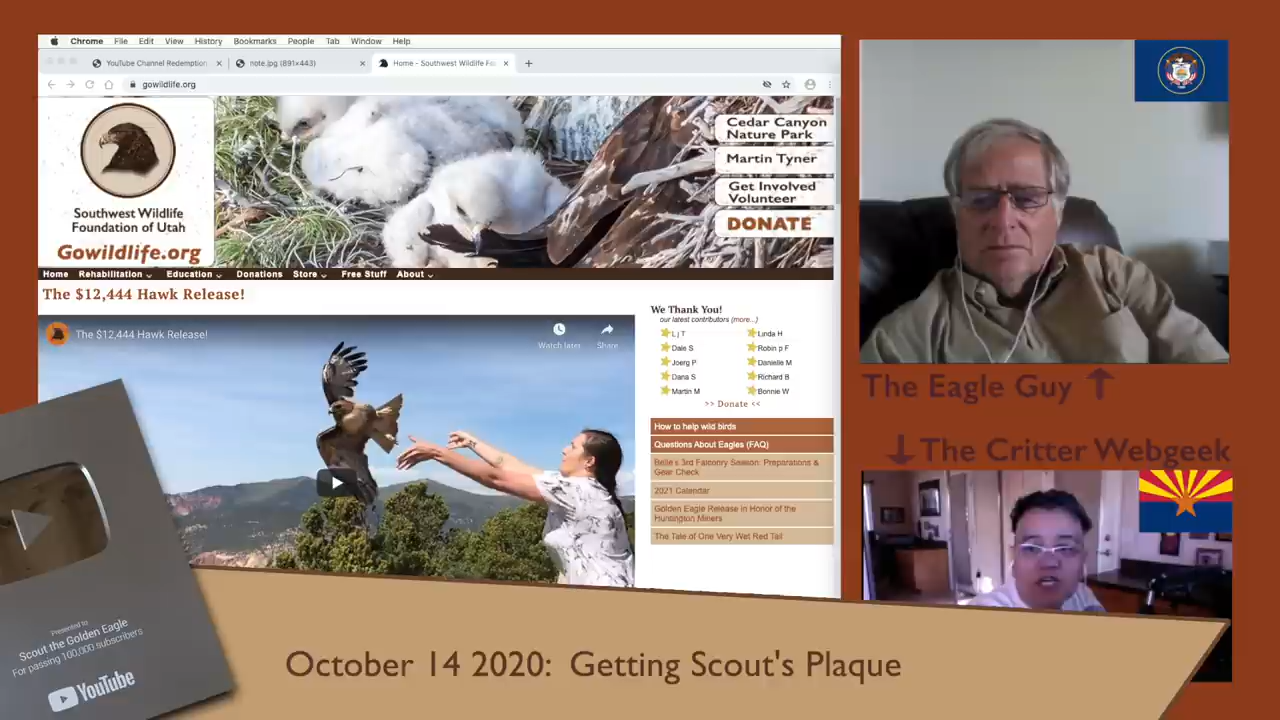 Chrome File Edit View History Bookmarks People Tab Window Help
YouTube Channel Redemption
note.jpg (891×443)
Home - Southwest Wildlife Fo
gowildlife.org
Southwest Wildlife
Foundation of Utah
Gowildlife.org
Cedar Canyon
Nature Park
Martin Tyner
Get Involved
Volunteer
DONATE
Home Rehabilitation Education Donations Store Free Stuff About
The $12,444 Hawk Release!
The $12,444 Hawk Release!
Watch later
Share
We Thank You!
our latest contributors (more...)
L j T
Linda H
Dale S
Robin p F
Joerg P
Danielle M
Dana S
Richard B
Martin M
Bonnie W
>> Donate <<
How to help wild birds
Questions About Eagles (FAQ)
Belle's 3rd Falconry Season: Preparations &
Gear Check
2021 Calendar
Golden Eagle Release in Honor of the
Huntington Miners
The Tale of One Very Wet Red Tail
The Eagle Guy
The Critter Webgeek
Presented to
Scout the Golden Eagle
For passing 100,000 subscribers
YouTube
October 14 2020: Getting Scout's Plaque